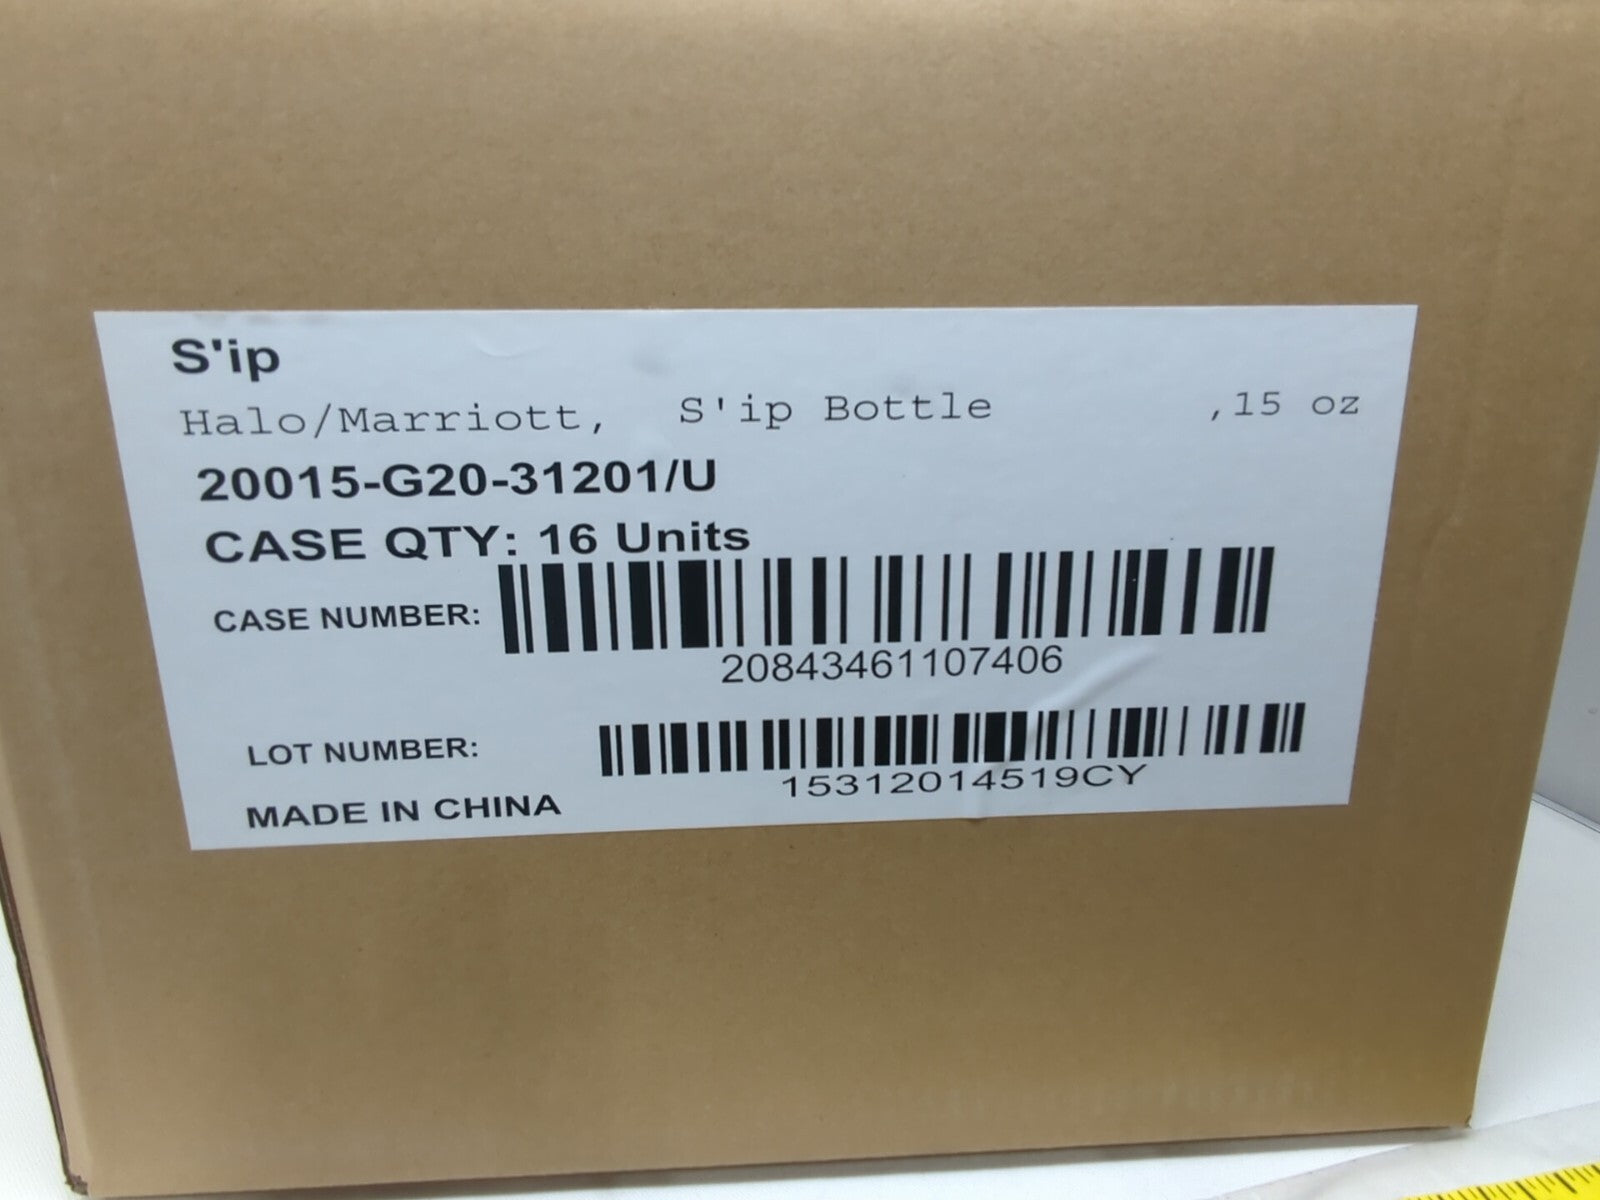 S'ip
Halo/Marriott, S'ip Bottle ,15 oz
20015-G20-31201/U
CASE QTY: 16 Units
CASE NUMBER:
20843461107406
LOT NUMBER:
15312014519CY
MADE IN CHINA